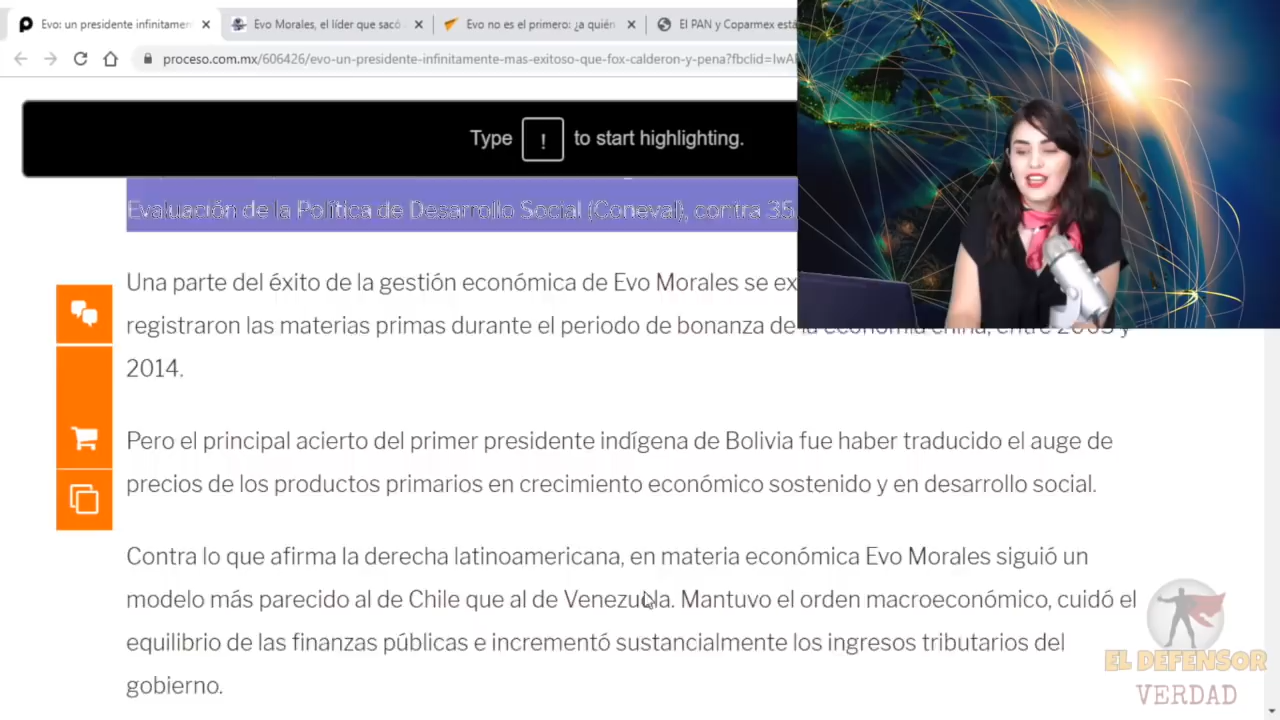 Evo: un presidente infinitamen
Evo Morales, el líder que sacó
Evo no es el primero: ¿a quién
El PAN y Coparmex está
proceso.com.mx/606426/evo-un-presidente-infinitamente-mas-exitoso-que-fox-calderon-y-pena?fbclid=IwA
Type ! to start highlighting.
Evaluación de la Política de Desarrollo Social (Coneval), contra 35
Una parte del éxito de la gestión económica de Evo Morales se ex
registraron las materias primas durante el periodo de bonanza de la economía china, entre 2003 y
2014.
Pero el principal acierto del primer presidente indígena de Bolivia fue haber traducido el auge de
precios de los productos primarios en crecimiento económico sostenido y en desarrollo social.
Contra lo que afirma la derecha latinoamericana, en materia económica Evo Morales siguió un
modelo más parecido al de Chile que al de Venezuela. Mantuvo el orden macroeconómico, cuidó el
equilibrio de las finanzas públicas e incrementó sustancialmente los ingresos tributarios del
gobierno.
EL DEFENSOR
VERDAD